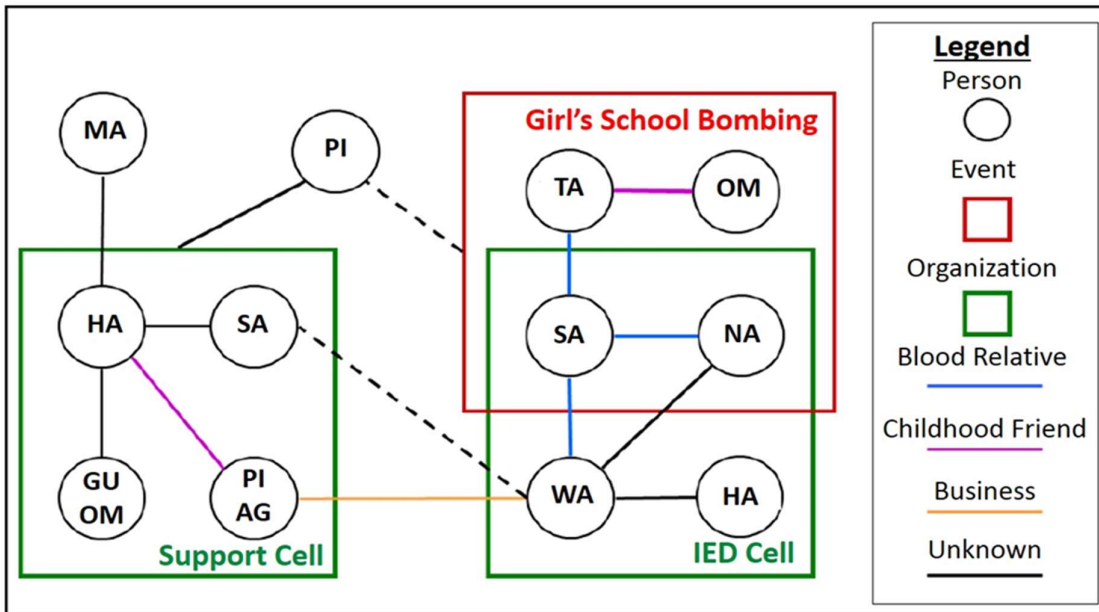 MA
PI
Girl's School Bombing
TA
OM
HA
SA
SA
NA
GU
OM
PI
AG
WA
HA
Support Cell
IED Cell
Legend
Person
Event
Organization
Blood Relative
Childhood Friend
Business
Unknown